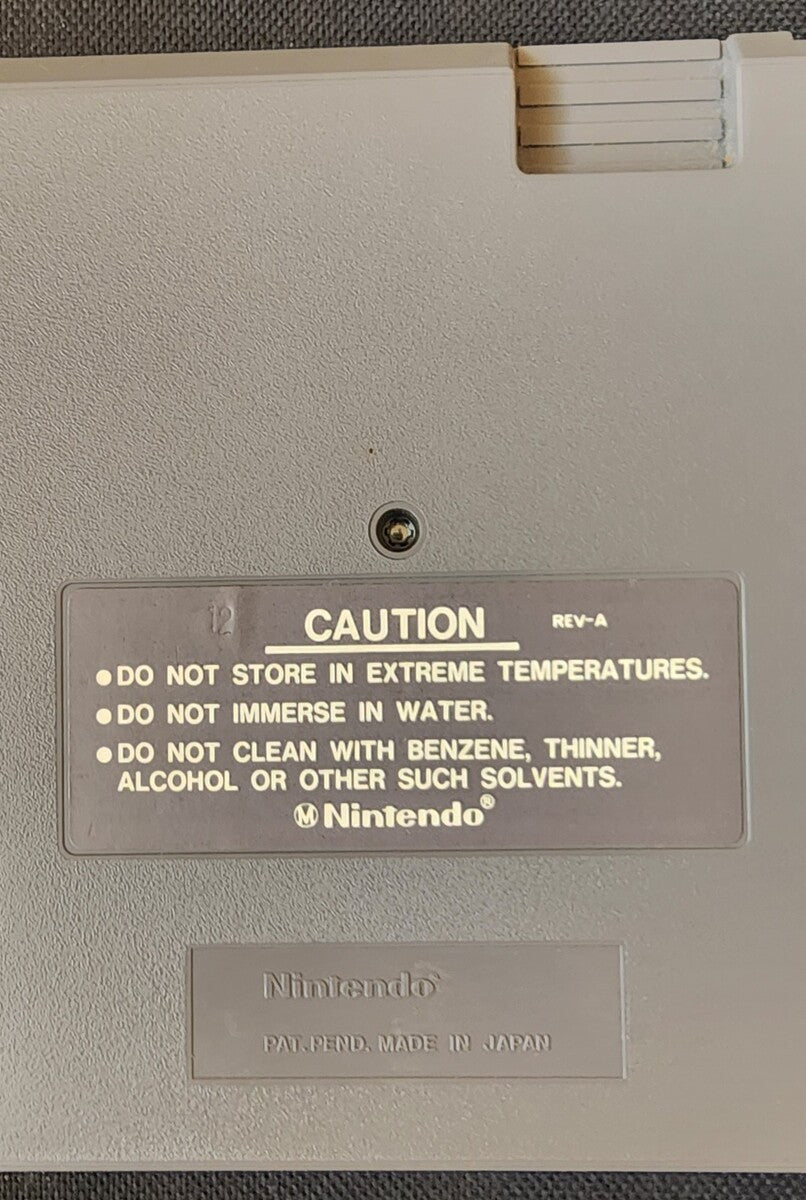 12
CAUTION REV-A
●DO NOT STORE IN EXTREME TEMPERATURES.
●DO NOT IMMERSE IN WATER.
●DO NOT CLEAN WITH BENZENE, THINNER,
ALCOHOL OR OTHER SUCH SOLVENTS.
Ⓜ Nintendo®
Nintendo
PAT.PEND. MADE IN JAPAN